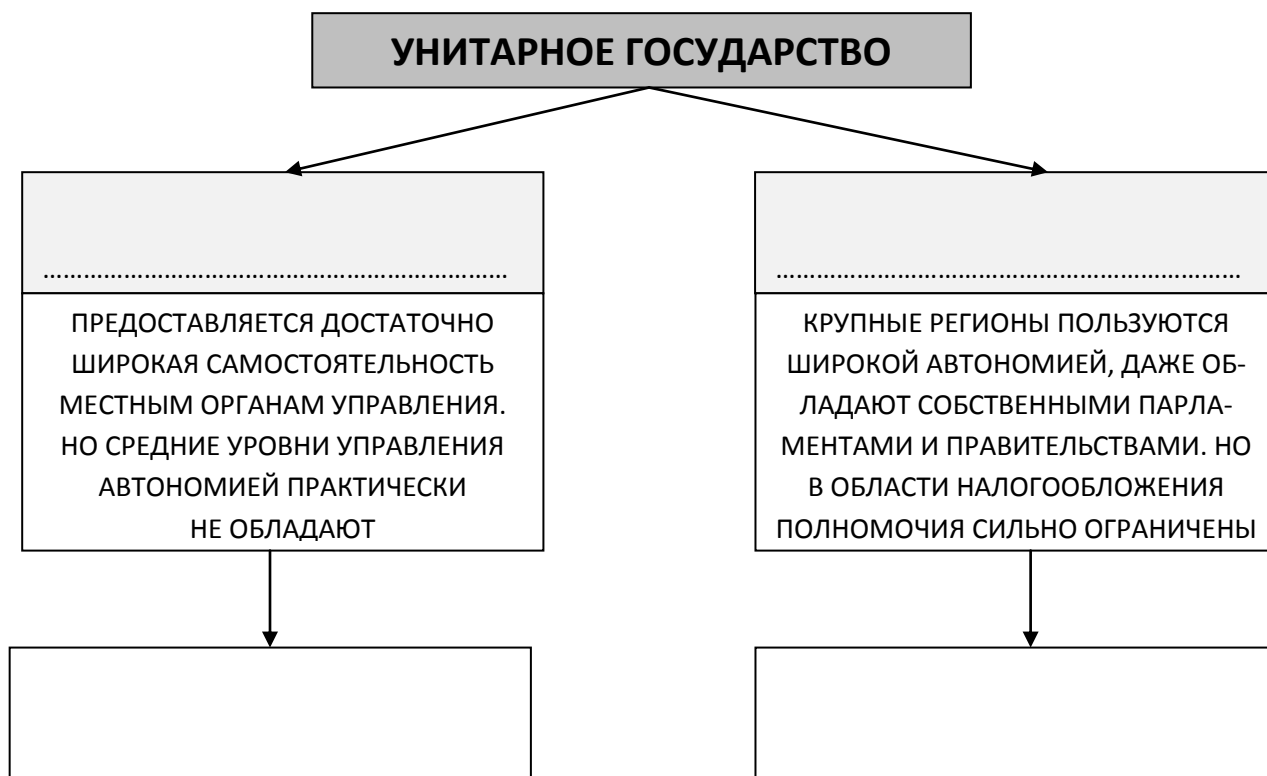 УНИТАРНОЕ ГОСУДАРСТВО
……………………………………………………………
ПРЕДОСТАВЛЯЕТСЯ ДОСТАТОЧНО
ШИРОКАЯ САМОСТОЯТЕЛЬНОСТЬ
МЕСТНЫМ ОРГАНАМ УПРАВЛЕНИЯ.
НО СРЕДНИЕ УРОВНИ УПРАВЛЕНИЯ
АВТОНОМИЕЙ ПРАКТИЧЕСКИ
НЕ ОБЛАДАЮТ
……………………………………………………………
КРУПНЫЕ РЕГИОНЫ ПОЛЬЗУЮТСЯ
ШИРОКОЙ АВТОНОМИЕЙ, ДАЖЕ ОБ-
ЛАДАЮТ СОБСТВЕННЫМИ ПАРЛА-
МЕНТАМИ И ПРАВИТЕЛЬСТВАМИ. НО
В ОБЛАСТИ НАЛОГООБЛОЖЕНИЯ
ПОЛНОМОЧИЯ СИЛЬНО ОГРАНИЧЕНЫ